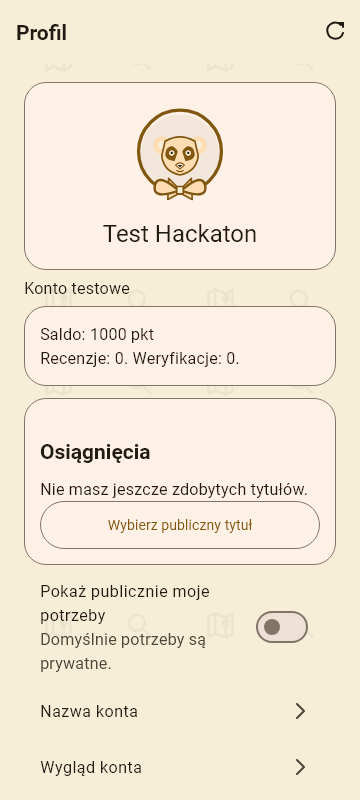 Profil
Test Hackaton
Konto testowe
Saldo: 1000 pkt
Recenzje: 0. Weryfikacje: 0.
Osiągnięcia
Nie masz jeszcze zdobytych tytułów.
Wybierz publiczny tytuł
Pokaż publicznie moje
potrzeby
Domyślnie potrzeby są
prywatne.
Nazwa konta
Wygląd konta